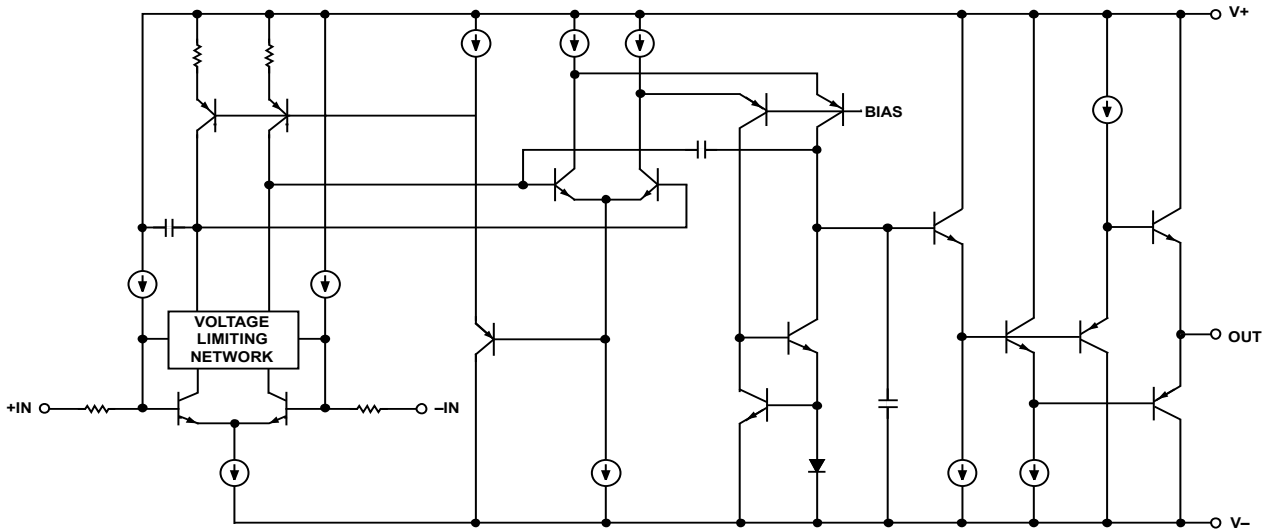 V+
BIAS
VOLTAGE
LIMITING
NETWORK
OUT
+IN
–IN
V–